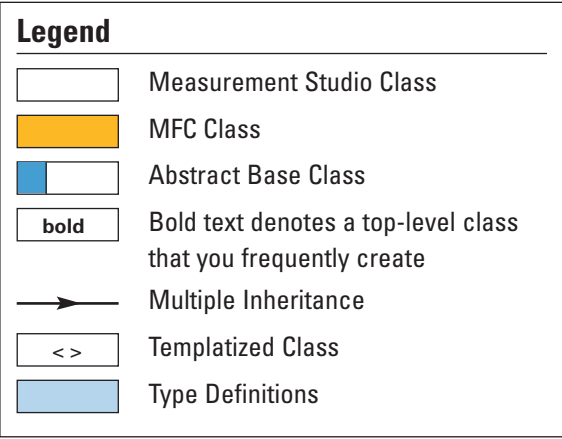 Legend
Measurement Studio Class
MFC Class
Abstract Base Class
bold
Bold text denotes a top-level class
that you frequently create
Multiple Inheritance
< >
Templatized Class
Type Definitions